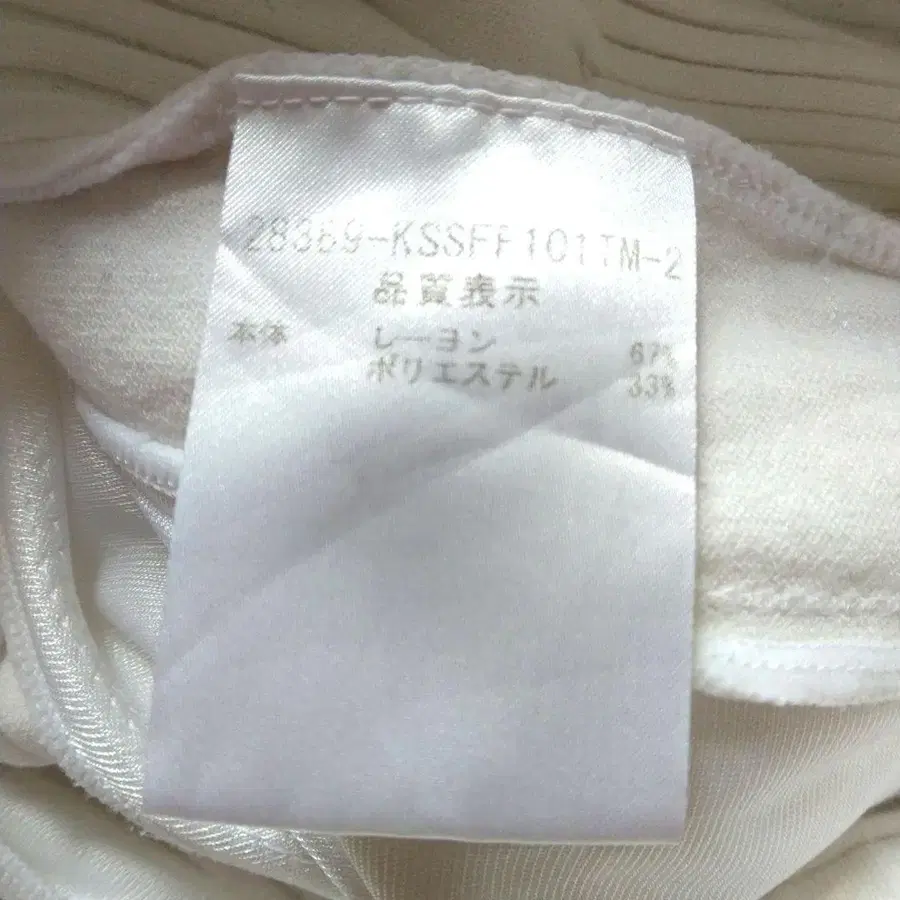 28369-KSSFF101TM-2
品質表示
本体 レーヨン 67%
ポリエステル 33%